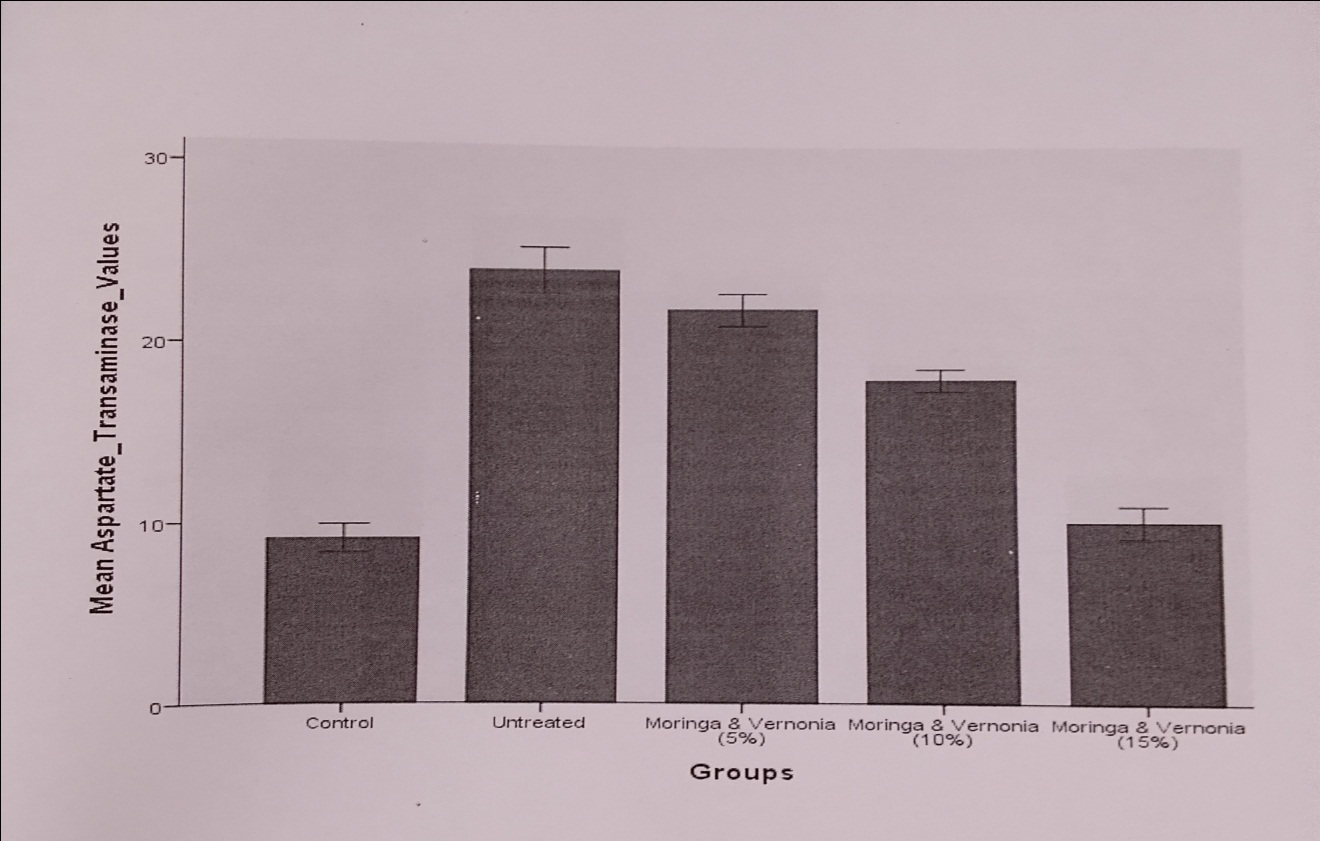 Mean Aspartate_Transaminase_Values
30
20
10
0
Control
Untreated
Moringa & Vernonia
(5%)
Moringa & Vernonia
(10%)
Moringa & Vernonia
(15%)
Groups